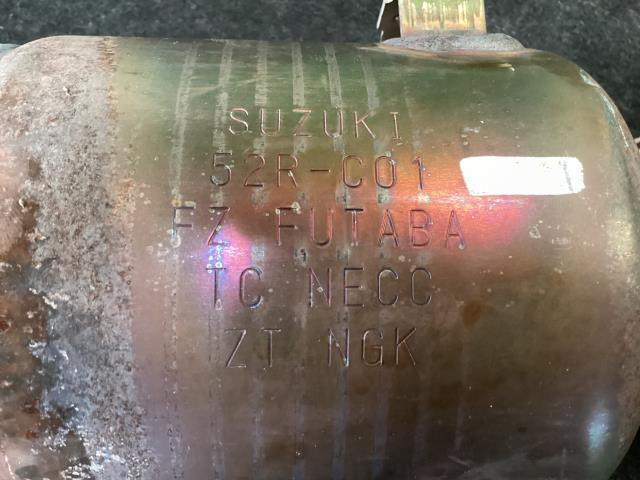 SUZUKI
52R-C01
FZ FUTABA
TC NECC
ZT NGK